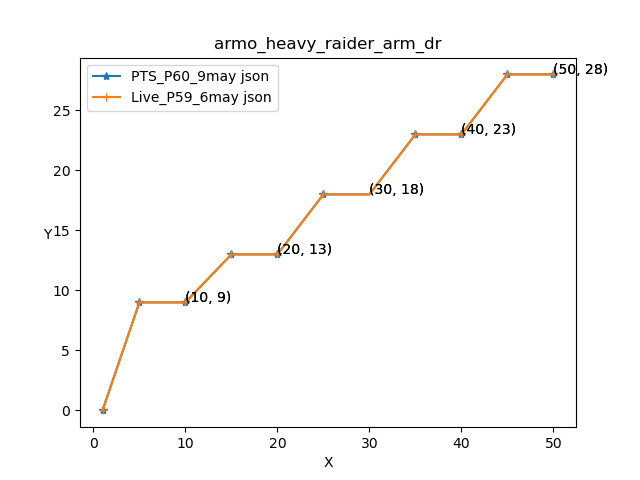 armo_heavy_raider_arm_dr
PTS_P60_9may json
Live_P59_6may json
(50, 28)
(40, 23)
(30, 18)
(20, 13)
(10, 9)
25
20
15
10
5
0
Y
0 10 20 30 40 50
X